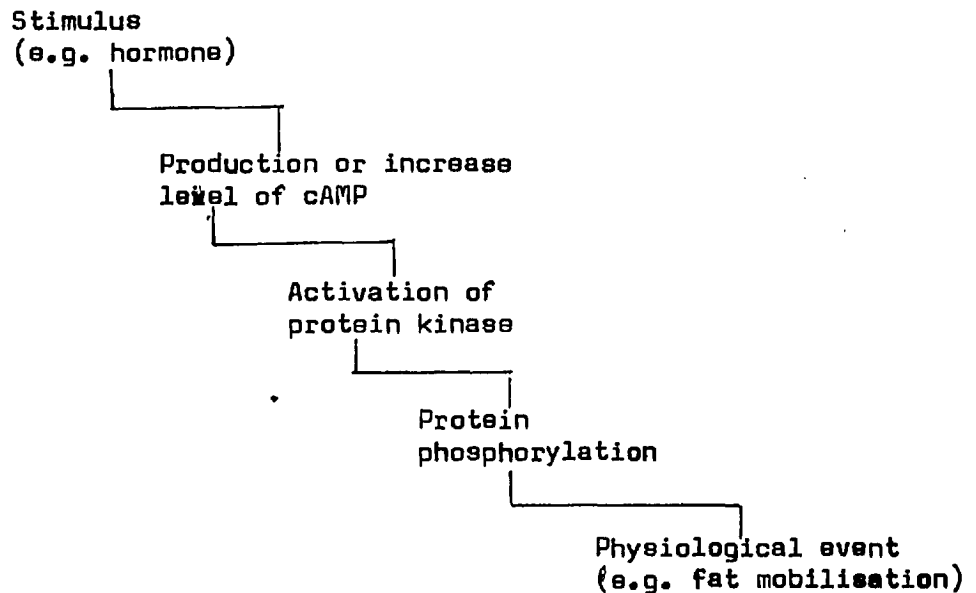 Stimulus
(e.g. hormone)
Production or increase
level of cAMP
Activation of
protein kinase
Protein
phosphorylation
Physiological event
(e.g. fat mobilisation)